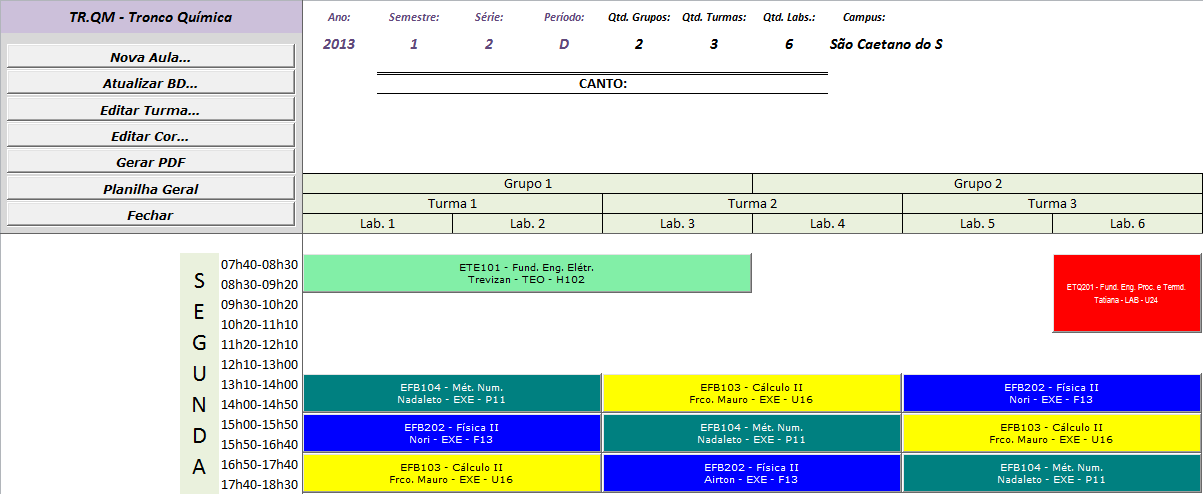 TR.QM - Tronco Química
Ano: Semestre: Série: Período: Qtd. Grupos: Qtd. Turmas: Qtd. Labs.: Campus:
2013 1 2 D 2 3 6 São Caetano do S
Nova Aula...
Atualizar BD...
Editar Turma...
Editar Cor...
Gerar PDF
Planilha Geral
Fechar
CANTO:
Grupo 1 Grupo 2
Turma 1 Turma 2 Turma 3
Lab. 1 Lab. 2 Lab. 3 Lab. 4 Lab. 5 Lab. 6
SEGUNDA
07h40-08h30
08h30-09h20
09h30-10h20
10h20-11h10
11h20-12h10
12h10-13h00
13h10-14h00
14h00-14h50
15h00-15h50
15h50-16h40
16h50-17h40
17h40-18h30
ETE101 - Fund. Eng. Elétr.
Trevizan - TEO - H102
ETQ201 - Fund. Eng. Proc. e Termd.
Tatiana - LAB - U24
EFB104 - Mét. Num.
Nadaleto - EXE - P11
EFB103 - Cálculo II
Frco. Mauro - EXE - U16
EFB202 - Física II
Nori - EXE - F13
EFB202 - Física II
Nori - EXE - F13
EFB104 - Mét. Num.
Nadaleto - EXE - P11
EFB103 - Cálculo II
Frco. Mauro - EXE - U16
EFB103 - Cálculo II
Frco. Mauro - EXE - U16
EFB202 - Física II
Airton - EXE - F13
EFB104 - Mét. Num.
Nadaleto - EXE - P11